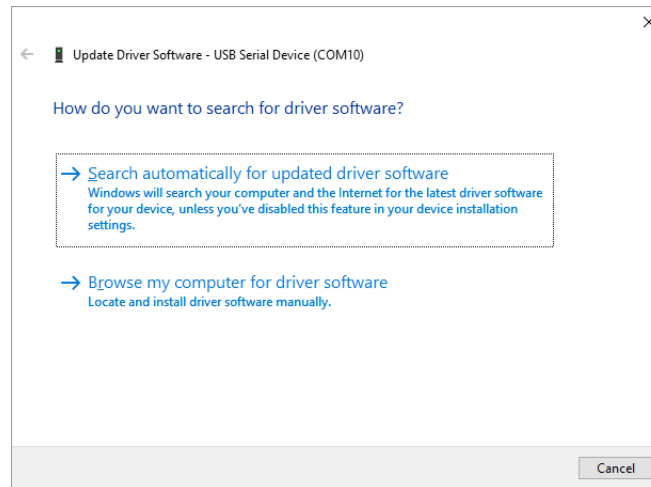 Update Driver Software - USB Serial Device (COM10)
How do you want to search for driver software?
Search automatically for updated driver software
Windows will search your computer and the Internet for the latest driver software
for your device, unless you've disabled this feature in your device installation
settings.
Browse my computer for driver software
Locate and install driver software manually.
Cancel